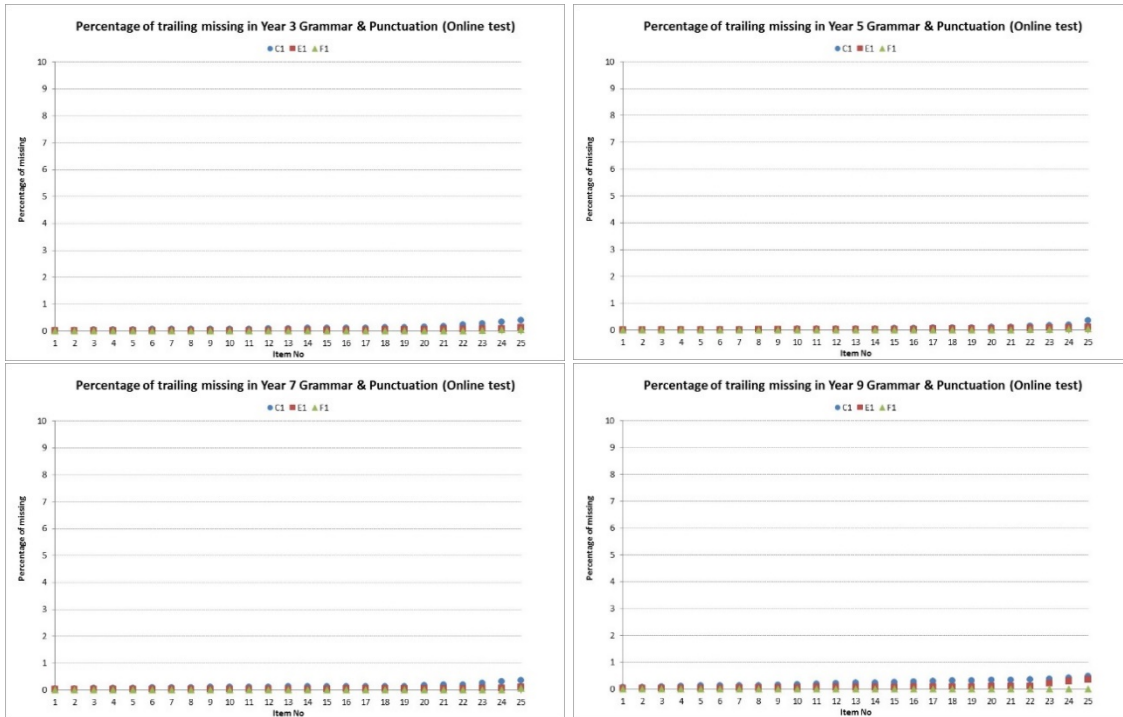 Percentage of trailing missing in Year 3 Grammar & Punctuation (Online test)
C1 E1 F1
Percentage of missing
10
9
8
7
6
5
4
3
2
1
0
1 2 3 4 5 6 7 8 9 10 11 12 13 14 15 16 17 18 19 20 21 22 23 24 25
Item No
Percentage of trailing missing in Year 5 Grammar & Punctuation (Online test)
C1 E1 F1
Percentage of missing
10
9
8
7
6
5
4
3
2
1
0
1 2 3 4 5 6 7 8 9 10 11 12 13 14 15 16 17 18 19 20 21 22 23 24 25
Item No
Percentage of trailing missing in Year 7 Grammar & Punctuation (Online test)
C1 E1 F1
Percentage of missing
10
9
8
7
6
5
4
3
2
1
0
1 2 3 4 5 6 7 8 9 10 11 12 13 14 15 16 17 18 19 20 21 22 23 24 25
Item No
Percentage of trailing missing in Year 9 Grammar & Punctuation (Online test)
C1 E1 F1
Percentage of missing
10
9
8
7
6
5
4
3
2
1
0
1 2 3 4 5 6 7 8 9 10 11 12 13 14 15 16 17 18 19 20 21 22 23 24 25
Item No